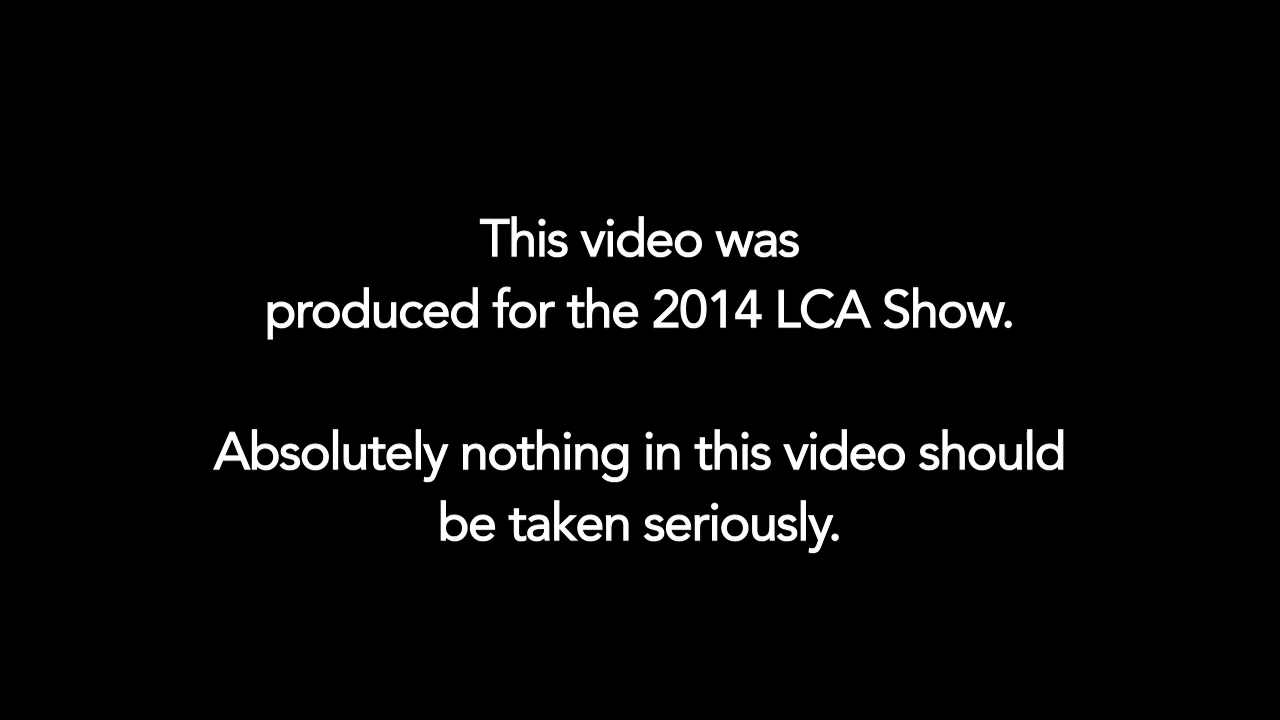 This video was
produced for the 2014 LCA Show.
Absolutely nothing in this video should
be taken seriously.